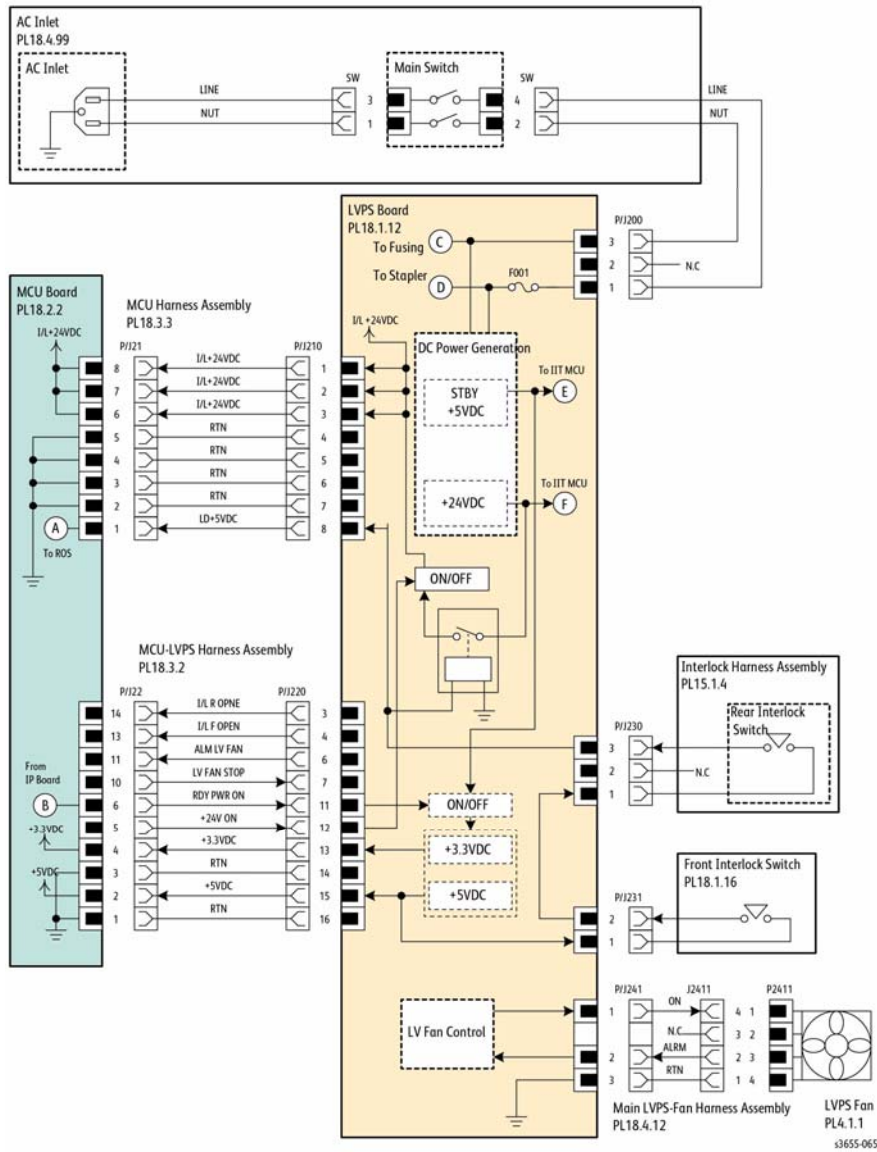 AC Inlet
PL18.4.99
AC Inlet
LINE
NUT
SW
3
1
Main Switch
SW
4
2
LINE
NUT
LVPS Board
PL18.1.12
To Fusing
C
To Stapler
D
F001
P/J200
3
2
N.C
1
MCU Board
PL18.2.2
I/L+24VDC
MCU Harness Assembly
PL18.3.3
P/J21
P/J210
8
I/L+24VDC
1
7
I/L+24VDC
2
6
I/L+24VDC
3
5
RTN
4
4
RTN
5
3
RTN
6
2
RTN
7
1
LD+5VDC
8
A
To ROS
I/L +24VDC
DC Power Generation
STBY
+5VDC
To IIT MCU
E
+24VDC
To IIT MCU
F
ON/OFF
MCU-LVPS Harness Assembly
PL18.3.2
P/J22
P/J220
14
I/L R OPNE
3
13
I/L F OPEN
4
11
ALM LV FAN
6
10
LV FAN STOP
7
6
RDY PWR ON
11
5
+24V ON
12
4
+3.3VDC
13
3
RTN
14
2
+5VDC
15
1
RTN
16
From
IP Board
B
+3.3VDC
+5VDC
ON/OFF
+3.3VDC
+5VDC
Interlock Harness Assembly
PL15.1.4
Rear Interlock
Switch
P/J230
3
2
N.C
1
Front Interlock Switch
PL18.1.16
P/J231
2
1
LV Fan Control
P/J241
J2411
P2411
1
ON
4 1
N.C
3 2
2
ALRM
2 3
3
RTN
1 4
Main LVPS-Fan Harness Assembly
PL18.4.12
LVPS Fan
PL4.1.1
s3655-065